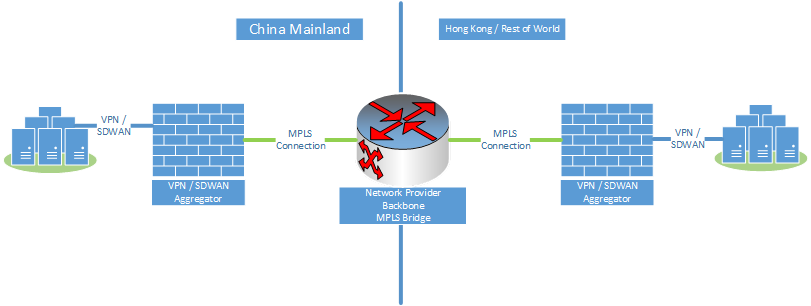 China Mainland
Hong Kong / Rest of World
VPN /
SDWAN
MPLS
Connection
MPLS
Connection
VPN /
SDWAN
VPN / SDWAN
Aggregator
Network Provider
Backbone
MPLS Bridge
VPN / SDWAN
Aggregator